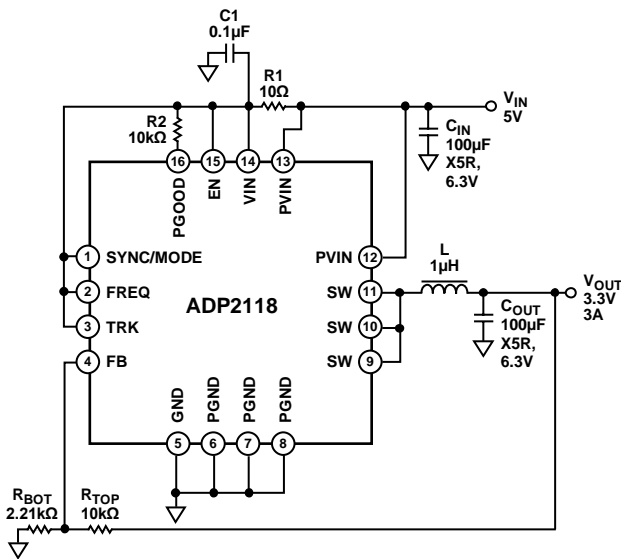 C1
0.1µF
R1
10Ω
R2
10kΩ
VIN
5V
CIN
100µF
X5R,
6.3V
16
15
14
13
PGOOD
EN
VIN
PVIN
1
SYNC/MODE
2
FREQ
3
TRK
4
FB
ADP2118
PVIN
12
SW
11
SW
10
SW
9
L
1µH
VOUT
3.3V
3A
COUT
100µF
X5R,
6.3V
GND
PGND
PGND
PGND
5
6
7
8
RBOT
2.21kΩ
RTOP
10kΩ